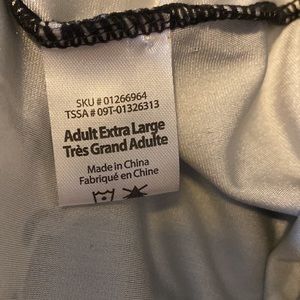 SKU # 01266964
TSSA # 09T-01326313
Adult Extra Large
Très Grand Adulte
Made in China
Fabriqué en Chine